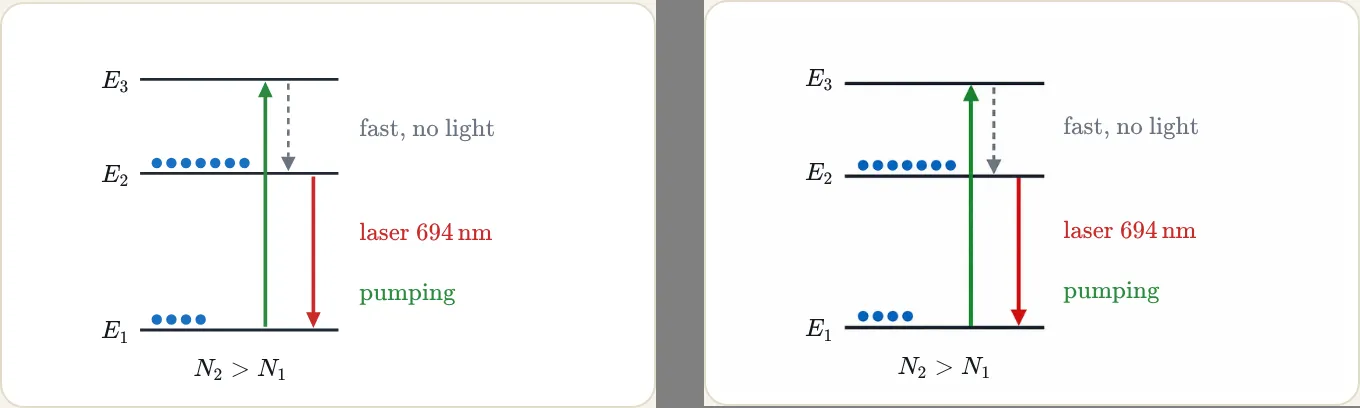 E₃
fast, no light
E₂
laser 694 nm
pumping
E₁
N₂ > N₁
E₃
fast, no light
E₂
laser 694 nm
pumping
E₁
N₂ > N₁